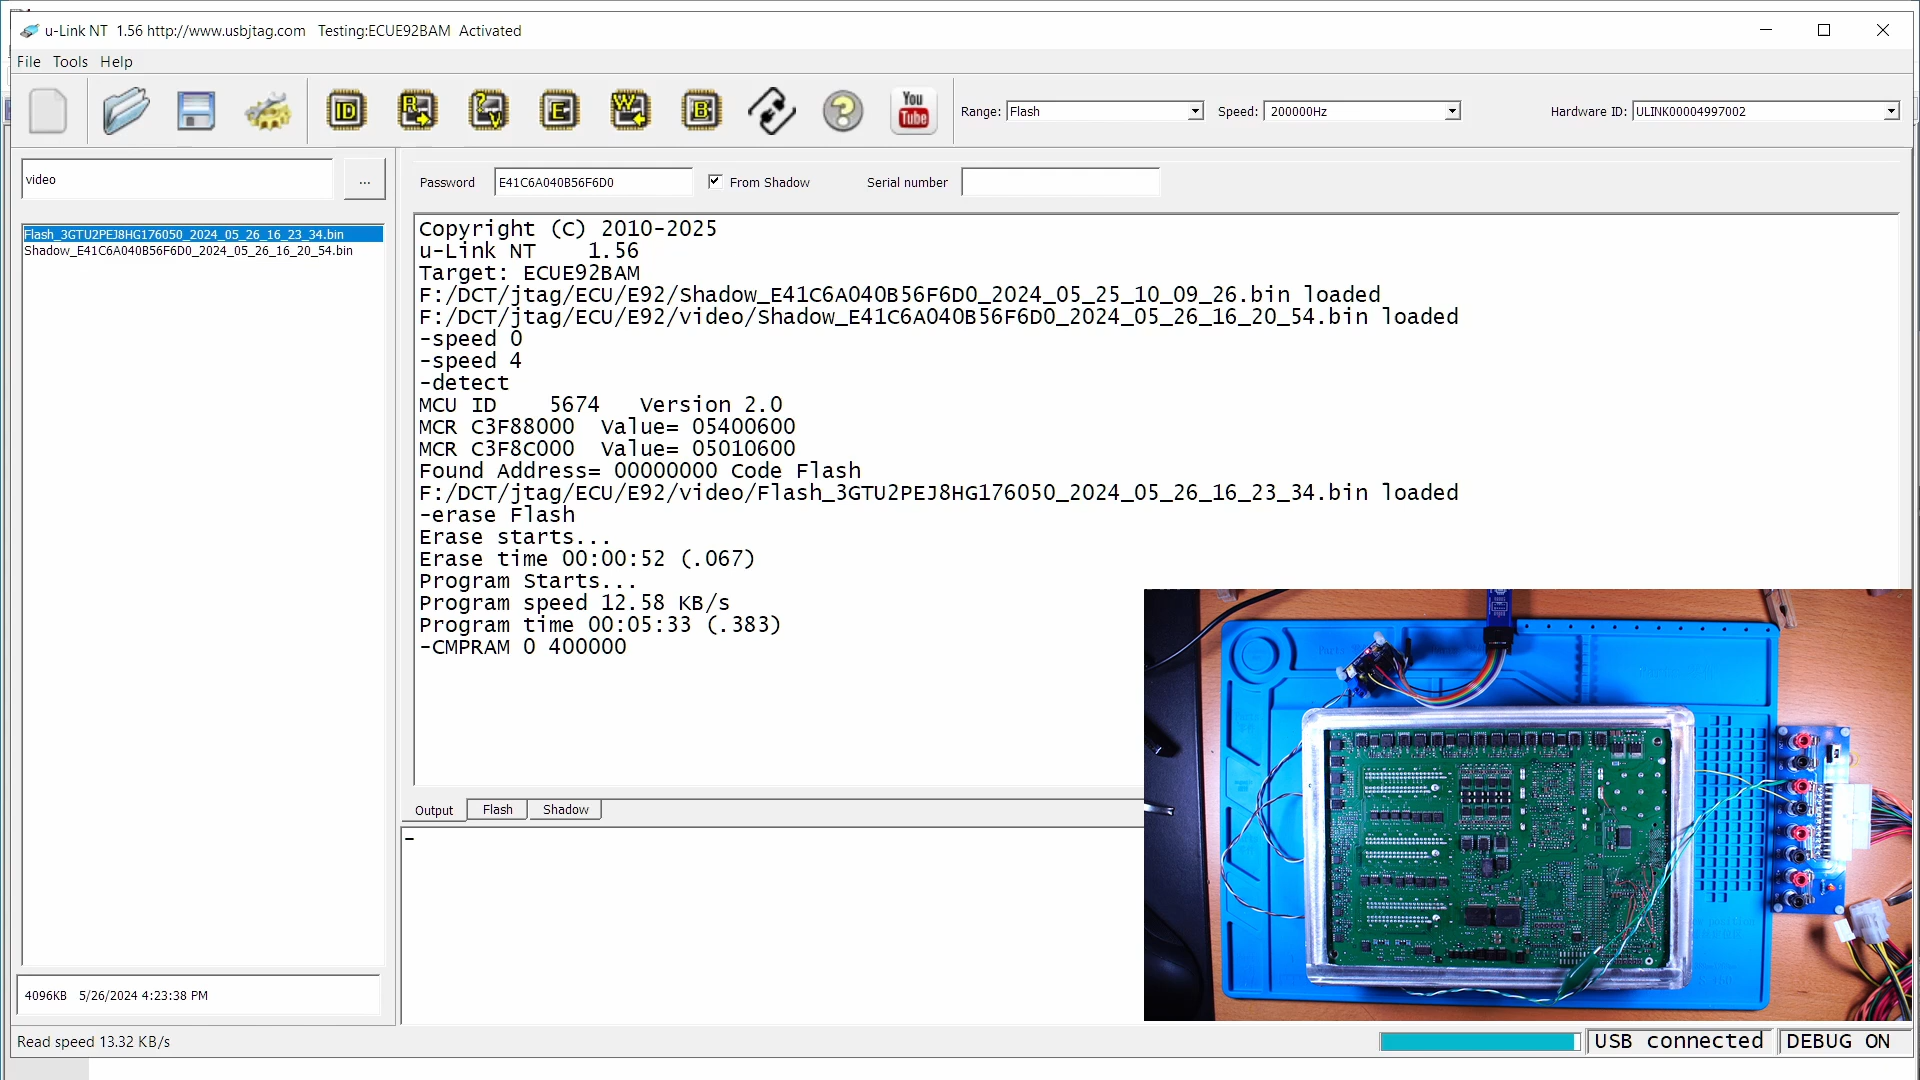 u-Link NT 1.56 http://www.usbjtag.com Testing:ECUE92BAM Activated
File Tools Help
ID
R
?
V
E
W
B
?
You
Tube
Range: Flash
Speed: 200000Hz
Hardware ID: ULINK00004997002
video
...
Password E41C6A040B56F6D0
From Shadow
Serial number
Flash_3GTU2PEJ8HG176050_2024_05_26_16_23_34.bin
Shadow_E41C6A040B56F6D0_2024_05_26_16_20_54.bin
Copyright (C) 2010-2025
u-Link NT 1.56
Target: ECUE92BAM
F:/DCT/jtag/ECU/E92/Shadow_E41C6A040B56F6D0_2024_05_25_10_09_26.bin loaded
F:/DCT/jtag/ECU/E92/video/Shadow_E41C6A040B56F6D0_2024_05_26_16_20_54.bin loaded
-speed 0
-speed 4
-detect
MCU ID 5674 Version 2.0
MCR C3F88000 Value= 05400600
MCR C3F8C000 Value= 05010600
Found Address= 00000000 Code Flash
F:/DCT/jtag/ECU/E92/video/Flash_3GTU2PEJ8HG176050_2024_05_26_16_23_34.bin loaded
-erase Flash
Erase starts...
Erase time 00:00:52 (.067)
Program Starts...
Program speed 12.58 KB/s
Program time 00:05:33 (.383)
-CMPRAM 0 400000
Output Flash Shadow
-
4096KB 5/26/2024 4:23:38 PM
Read speed 13.32 KB/s
USB connected
DEBUG ON